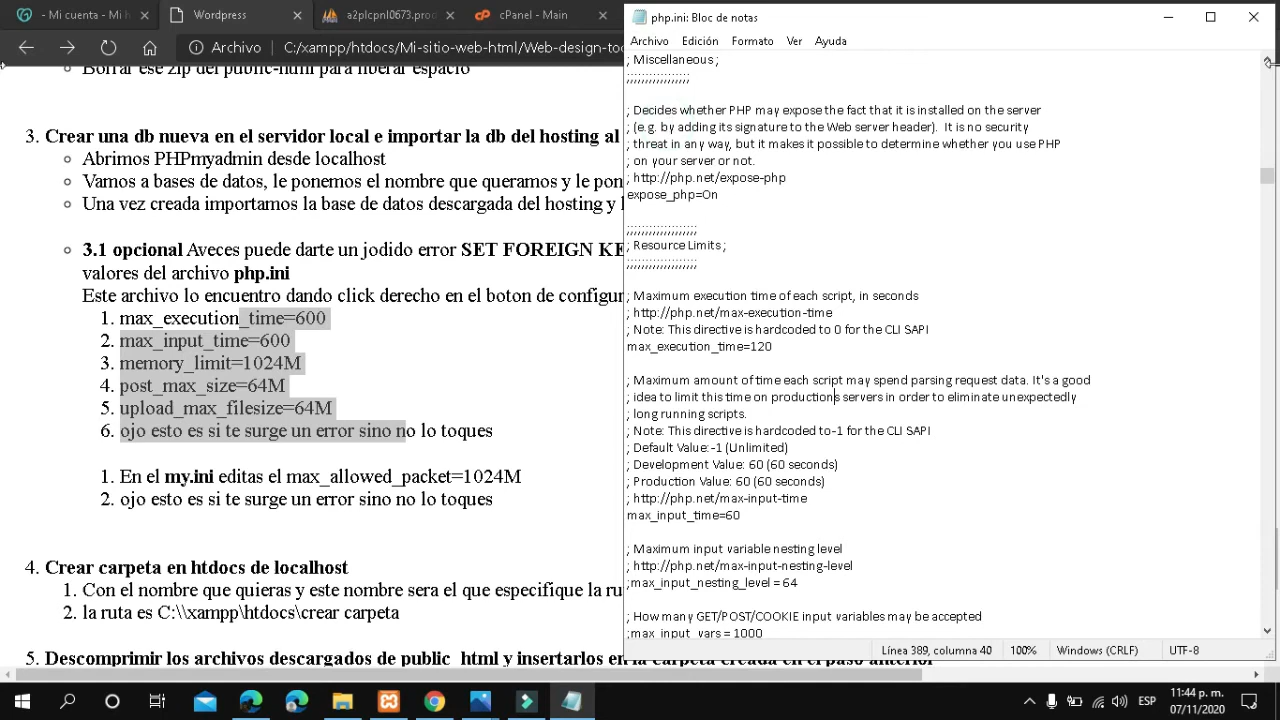 Mi cuenta - Mi h
Wordpress
a2plcpnl0673.pro
cPanel - Main
php.ini: Bloc de notas
Archivo Edición Formato Ver Ayuda
Archivo C:/xampp/htdocs/Mi-sitio-web-html/Web-design-to
Borrar ese zip del public-html para liberar espacio
3. Crear una db nueva en el servidor local e importar la db del hosting al
Abrimos PHPmyadmin desde localhost
Vamos a bases de datos, le ponemos el nombre que queramos y le pon
Una vez creada importamos la base de datos descargada del hosting y
3.1 opcional Aveces puede darte un jodido error SET FOREIGN KE
valores del archivo php.ini
Este archivo lo encuentro dando click derecho en el boton de configur
1. max_execution_time=600
2. max_input_time=600
3. memory_limit=1024M
4. post_max_size=64M
5. upload_max_filesize=64M
6. ojo esto es si te surge un error sino no lo toques
1. En el my.ini editas el max_allowed_packet=1024M
2. ojo esto es si te surge un error sino no lo toques
4. Crear carpeta en htdocs de localhost
1. Con el nombre que quieras y este nombre sera el que especifique la ru
2. la ruta es C:\\xampp\htdocs\crear carpeta
5. Descomprimir los archivos descargados de public_html y insertarlos en la carpeta creada en el paso anterior
; Miscellaneous ;
;;;;;;;;;;;;;;;;;
; Decides whether PHP may expose the fact that it is installed on the server
; (e.g. by adding its signature to the Web server header).  It is no security
; threat in any way, but it makes it possible to determine whether you use PHP
; on your server or not.
; http://php.net/expose-php
expose_php=On
;;;;;;;;;;;;;;;;;;;
; Resource Limits ;
;;;;;;;;;;;;;;;;;;;
; Maximum execution time of each script, in seconds
; http://php.net/max-execution-time
; Note: This directive is hardcoded to 0 for the CLI SAPI
max_execution_time=120
; Maximum amount of time each script may spend parsing request data. It's a good
; idea to limit this time on productions servers in order to eliminate unexpectedly
; long running scripts.
; Note: This directive is hardcoded to -1 for the CLI SAPI
; Default Value: -1 (Unlimited)
; Development Value: 60 (60 seconds)
; Production Value: 60 (60 seconds)
; http://php.net/max-input-time
max_input_time=60
; Maximum input variable nesting level
; http://php.net/max-input-nesting-level
;max_input_nesting_level = 64
; How many GET/POST/COOKIE input variables may be accepted
;max_input_vars = 1000
Línea 389, columna 40 100% Windows (CRLF) UTF-8
ESP
11:44 p. m.
07/11/2020